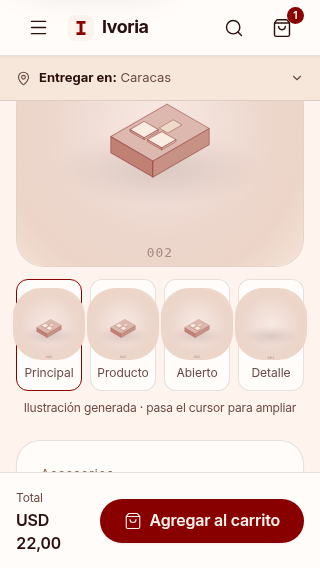 I Ivoria 1
Entregar en: Caracas
002
Principal Producto Abierto Detalle
Ilustración generada · pasa el cursor para ampliar
Total
USD
22,00
Agregar al carrito